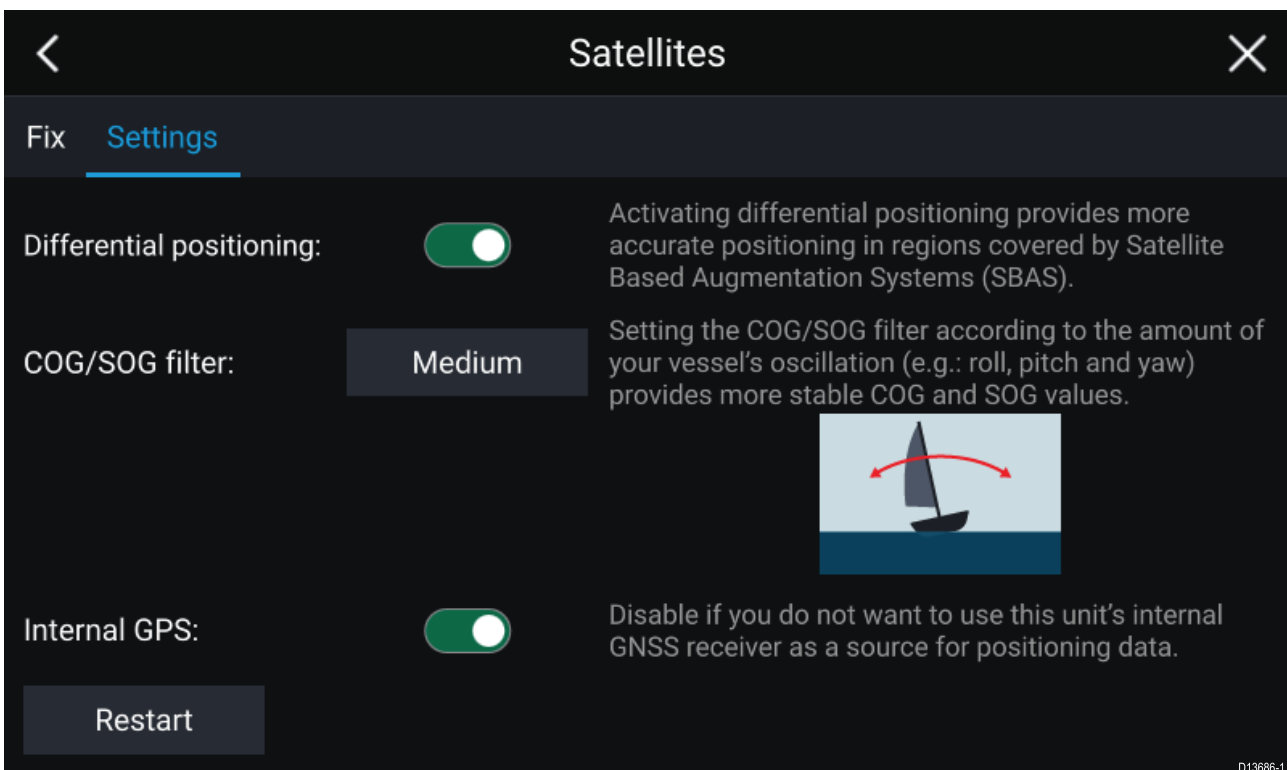 Satellites
Fix Settings
Differential positioning:
Activating differential positioning provides more
accurate positioning in regions covered by Satellite
Based Augmentation Systems (SBAS).
COG/SOG filter:
Medium
Setting the COG/SOG filter according to the amount of
your vessel’s oscillation (e.g.: roll, pitch and yaw)
provides more stable COG and SOG values.
Internal GPS:
Disable if you do not want to use this unit’s internal
GNSS receiver as a source for positioning data.
Restart
D13686-1